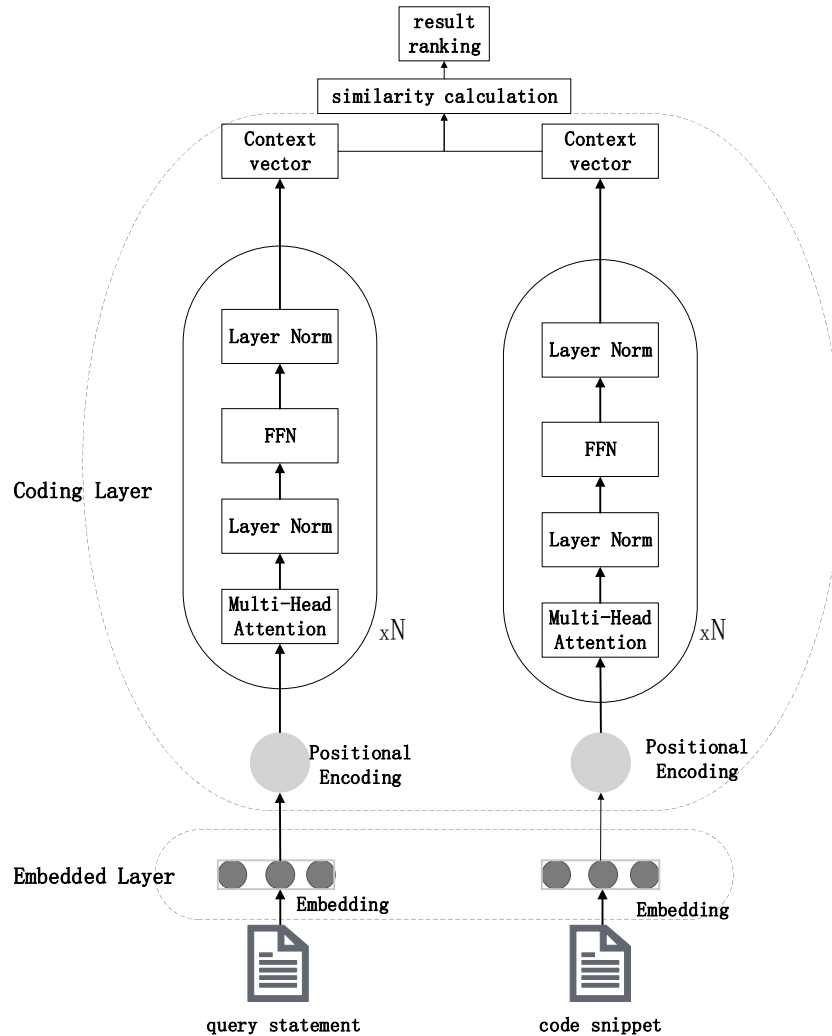 result
ranking
similarity calculation
Context
vector
Context
vector
Layer Norm
Layer Norm
FFN
FFN
Coding Layer
Layer Norm
Layer Norm
Multi-Head
Attention
xN
Multi-Head
Attention
xN
Positional
Encoding
Positional
Encoding
Embedded Layer
Embedding
Embedding
query statement
code snippet